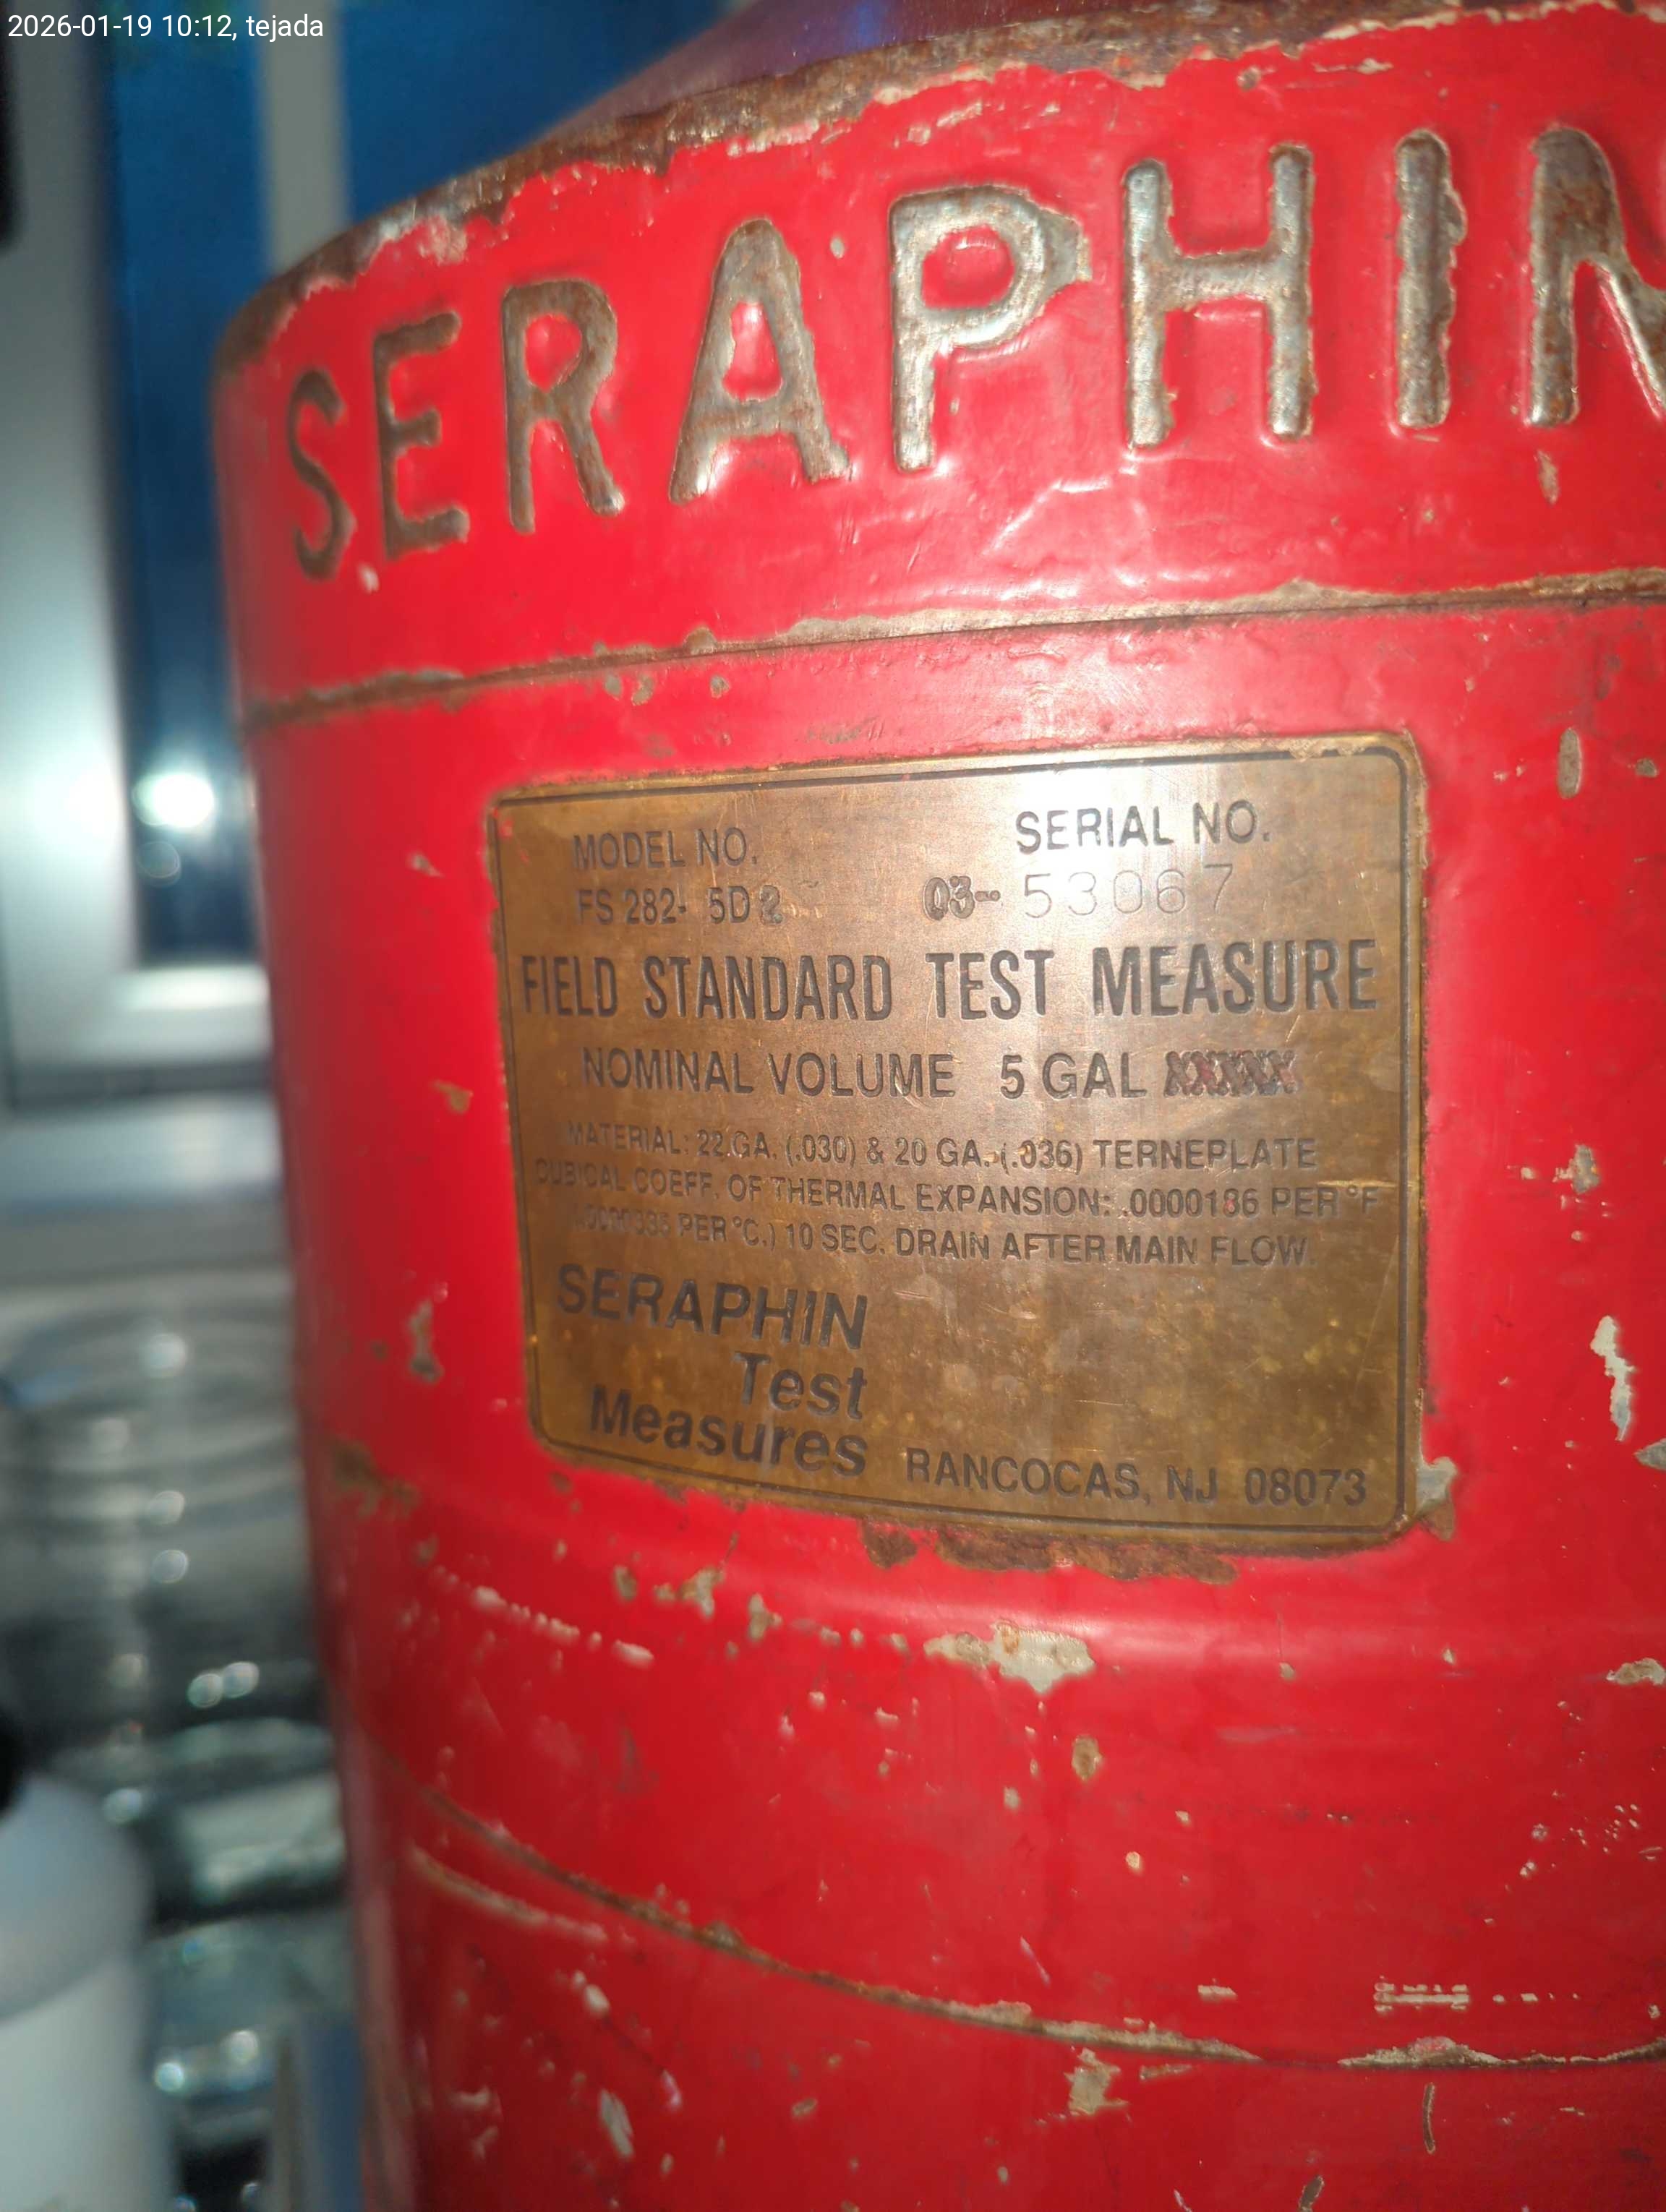 2026-01-19 10:12, tejada
SERAPHIN
MODEL NO.
SERIAL NO.
FS 282- 5D2
03-53067
FIELD STANDARD TEST MEASURE
NOMINAL VOLUME 5 GAL XXXXX
MATERIAL: 22 GA. (.030) & 20 GA. (.036) TERNEPLATE
CUBICAL COEFF. OF THERMAL EXPANSION: .0000186 PER °F
PER °C.) 10 SEC. DRAIN AFTER MAIN FLOW
SERAPHIN
Test
Measures
RANCOCAS, NJ 08073